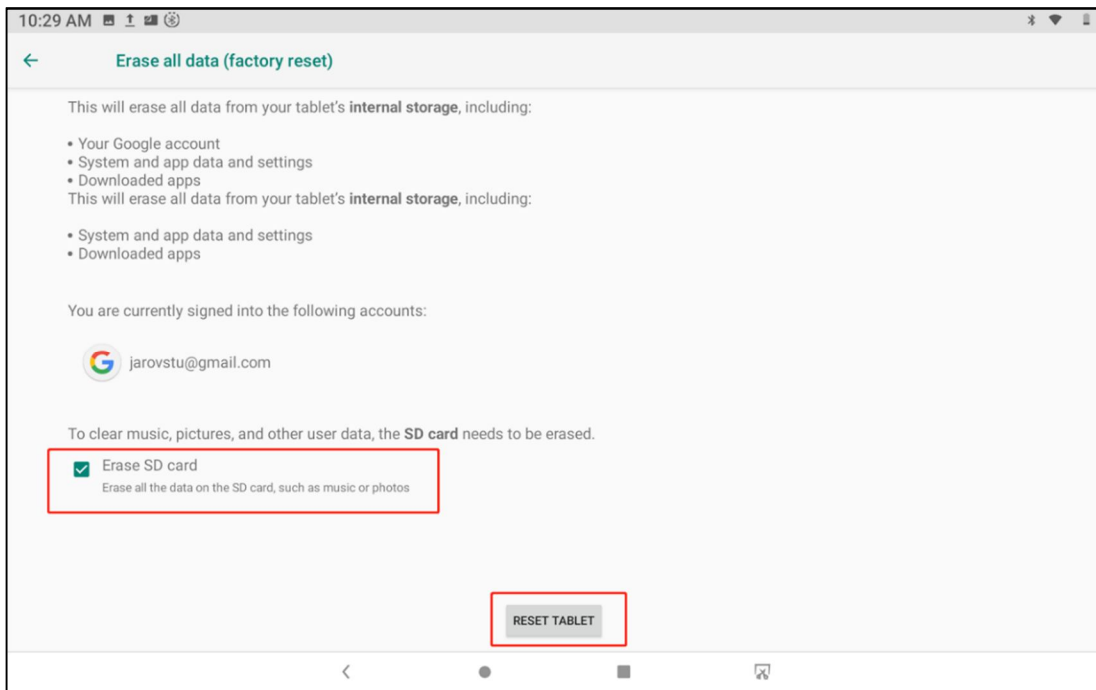 10:29 AM
Erase all data (factory reset)
This will erase all data from your tablet's internal storage, including:
• Your Google account
• System and app data and settings
• Downloaded apps
This will erase all data from your tablet's internal storage, including:
• System and app data and settings
• Downloaded apps
You are currently signed into the following accounts:
jarovstu@gmail.com
To clear music, pictures, and other user data, the SD card needs to be erased.
Erase SD card
Erase all the data on the SD card, such as music or photos
RESET TABLET